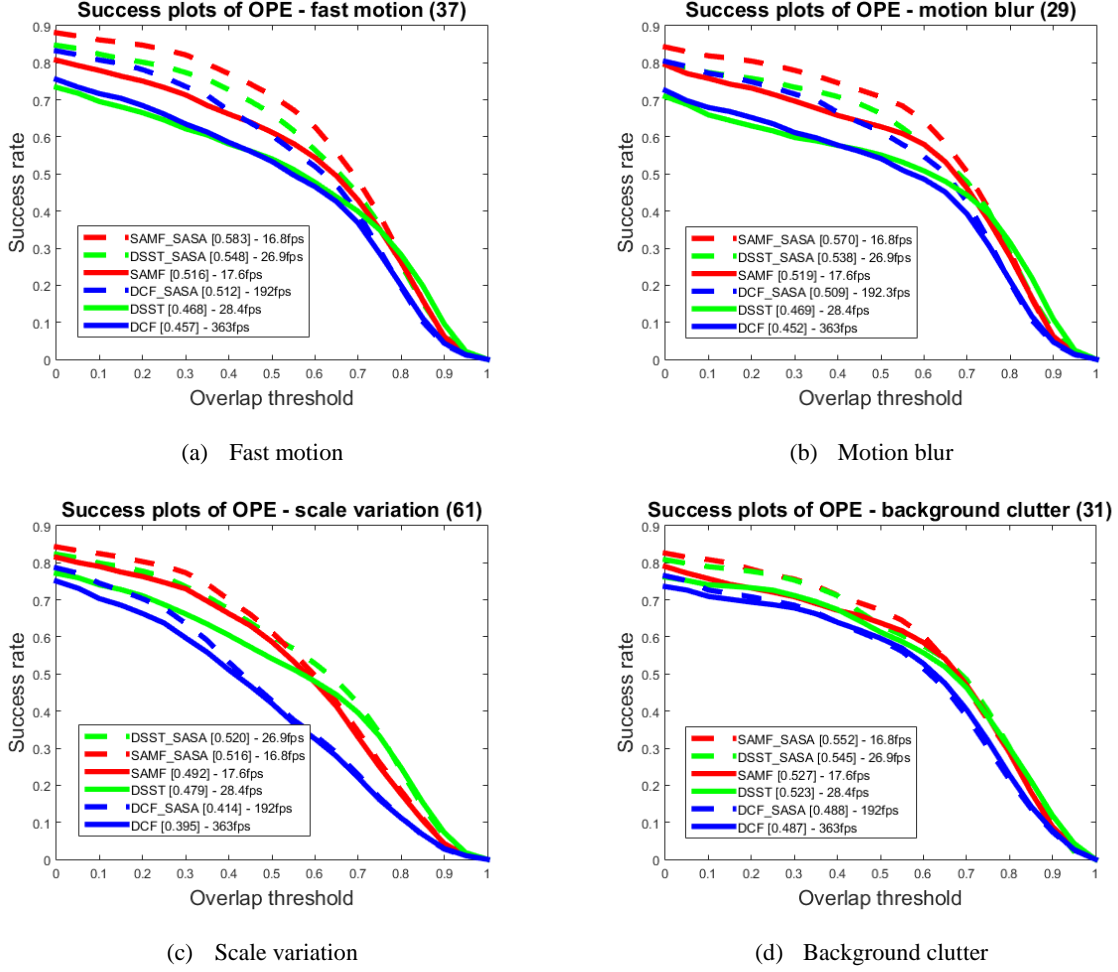 Success plots of OPE - fast motion (37)
Success rate
0.9
0.8
0.7
0.6
0.5
0.4
0.3
0.2
0.1
0
SAMF_SASA [0.583] - 16.8fps
DSST_SASA [0.548] - 26.9fps
SAMF [0.516] - 17.6fps
DCF_SASA [0.512] - 192fps
DSST [0.468] - 28.4fps
DCF [0.457] - 363fps
0 0.1 0.2 0.3 0.4 0.5 0.6 0.7 0.8 0.9 1
Overlap threshold
(a) Fast motion
Success plots of OPE - motion blur (29)
Success rate
0.9
0.8
0.7
0.6
0.5
0.4
0.3
0.2
0.1
0
SAMF_SASA [0.570] - 16.8fps
DSST_SASA [0.538] - 26.9fps
SAMF [0.519] - 17.6fps
DCF_SASA [0.509] - 192.3fps
DSST [0.469] - 28.4fps
DCF [0.452] - 363fps
0 0.1 0.2 0.3 0.4 0.5 0.6 0.7 0.8 0.9 1
Overlap threshold
(b) Motion blur
Success plots of OPE - scale variation (61)
Success rate
0.9
0.8
0.7
0.6
0.5
0.4
0.3
0.2
0.1
0
DSST_SASA [0.520] - 26.9fps
SAMF_SASA [0.516] - 16.8fps
SAMF [0.492] - 17.6fps
DSST [0.479] - 28.4fps
DCF_SASA [0.414] - 192fps
DCF [0.395] - 363fps
0 0.1 0.2 0.3 0.4 0.5 0.6 0.7 0.8 0.9 1
Overlap threshold
(c) Scale variation
Success plots of OPE - background clutter (31)
Success rate
0.9
0.8
0.7
0.6
0.5
0.4
0.3
0.2
0.1
0
SAMF_SASA [0.552] - 16.8fps
DSST_SASA [0.545] - 26.9fps
SAMF [0.527] - 17.6fps
DSST [0.523] - 28.4fps
DCF_SASA [0.488] - 192fps
DCF [0.487] - 363fps
0 0.1 0.2 0.3 0.4 0.5 0.6 0.7 0.8 0.9 1
Overlap threshold
(d) Background clutter